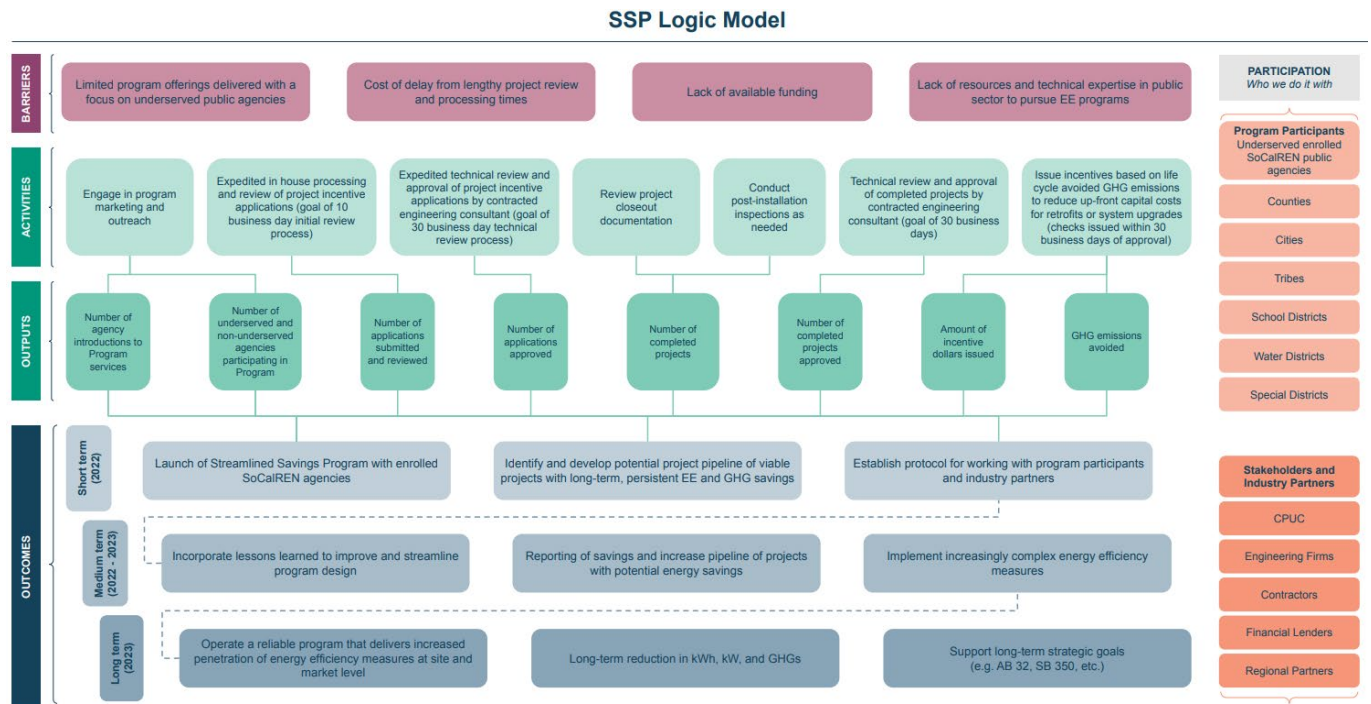 SSP Logic Model
BARRIERS
Limited program offerings delivered with a
focus on underserved public agencies
Cost of delay from lengthy project review
and processing times
Lack of available funding
Lack of resources and technical expertise in public
sector to pursue EE programs
PARTICIPATION
Who we do it with
Program Participants
Underserved enrolled
SoCalREN public
agencies
Counties
Cities
Tribes
School Districts
Water Districts
Special Districts
ACTIVITIES
Engage in program
marketing and
outreach
Expedited in house processing
and review of project incentive
applications (goal of 10
business day initial review
process)
Expedited technical review and
approval of project incentive
applications by contracted
engineering consultant (goal of
30 business day technical
review process)
Review project
closeout
documentation
Conduct
post-installation
inspections as
needed
Technical review and approval
of completed projects by
contracted engineering
consultant (goal of 30 business
days)
Issue incentives based on life
cycle avoided GHG emissions
to reduce up-front capital costs
for retrofits or system upgrades
(checks issued within 30
business days of approval)
OUTPUTS
Number of
agency
introductions to
Program
services
Number of
underserved and
non-underserved
agencies
participating in
Program
Number of
applications
submitted
and reviewed
Number of
applications
approved
Number of
completed
projects
Number of
completed
projects
approved
Amount of
incentive
dollars issued
GHG emissions
avoided
OUTCOMES
Short term
(2022)
Launch of Streamlined Savings Program with enrolled
SoCalREN agencies
Identify and develop potential project pipeline of viable
projects with long-term, persistent EE and GHG savings
Establish protocol for working with program participants
and industry partners
Medium term
(2022 - 2023)
Incorporate lessons learned to improve and streamline
program design
Reporting of savings and increase pipeline of projects
with potential energy savings
Implement increasingly complex energy efficiency
measures
Long term
(2023)
Operate a reliable program that delivers increased
penetration of energy efficiency measures at site and
market level
Long-term reduction in kWh, kW, and GHGs
Support long-term strategic goals
(e.g. AB 32, SB 350, etc.)
Stakeholders and
Industry Partners
CPUC
Engineering Firms
Contractors
Financial Lenders
Regional Partners